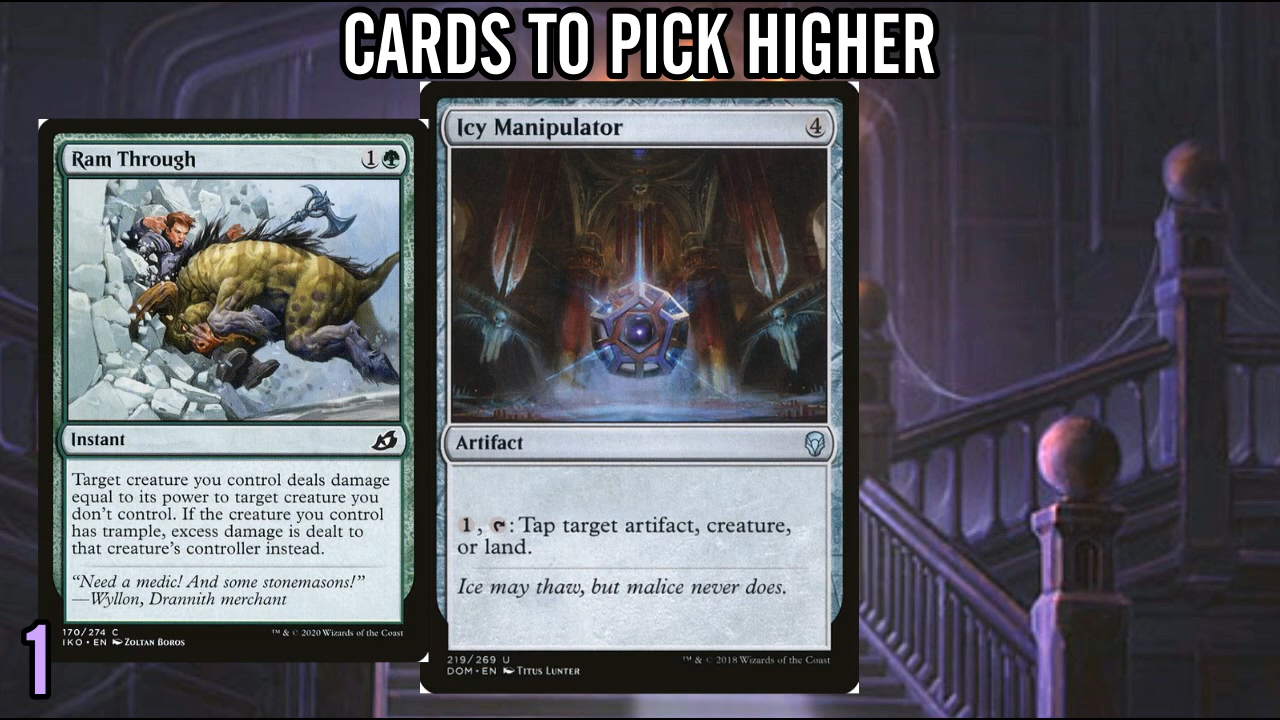 CARDS TO PICK HIGHER
Ram Through
1
Instant
Target creature you control deals damage
equal to its power to target creature you
don't control. If the creature you control
has trample, excess damage is dealt to
that creature's controller instead.
"Need a medic! And some stonemasons!"
—Wyllon, Drannith merchant
170/274 C
IKO • EN Zoltan Boros
™ & © 2020 Wizards of the Coast
Icy Manipulator
4
Artifact
1, : Tap target artifact, creature,
or land.
Ice may thaw, but malice never does.
219/269 U
DOM • EN Titus Lunter
™ & © 2018 Wizards of the Coast
1